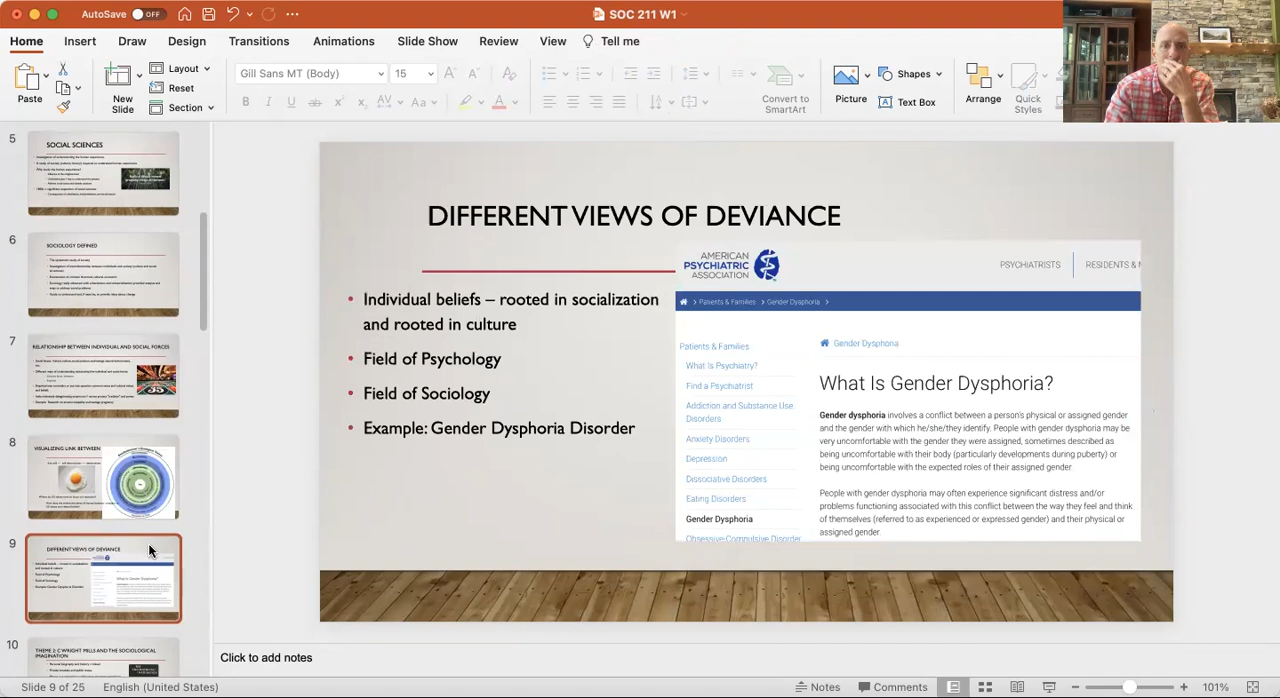 AutoSave OFF
SOC 211 W1
Home Insert Draw Design Transitions Animations Slide Show Review View Tell me
Paste
New
Slide
Layout
Reset
Section
Gill Sans MT (Body) 15
Convert to
SmartArt
Picture
Shapes
Text Box
Arrange
Quick
Styles
5
SOCIAL SCIENCES
6
SOCIOLOGY DEFINED
7
RELATIONSHIP BETWEEN INDIVIDUAL AND SOCIAL FORCES
8
VISUALIZING LINK BETWEEN
9
DIFFERENT VIEWS OF DEVIANCE
What Is Gender Dysphoria?
10
THEME 2: C WRIGHT MILLS AND THE SOCIOLOGICAL
IMAGINATION
DIFFERENT VIEWS OF DEVIANCE
• Individual beliefs – rooted in socialization
and rooted in culture
• Field of Psychology
• Field of Sociology
• Example: Gender Dysphoria Disorder
AMERICAN
PSYCHIATRIC
ASSOCIATION
PSYCHIATRISTS RESIDENTS & M
Patients & Families > Gender Dysphoria >
Patients & Families
What Is Psychiatry?
Find a Psychiatrist
Addiction and Substance Use
Disorders
Anxiety Disorders
Depression
Dissociative Disorders
Eating Disorders
Gender Dysphoria
Obsessive-Compulsive Disorder
Gender Dysphoria
What Is Gender Dysphoria?
Gender dysphoria involves a conflict between a person's physical or assigned gender
and the gender with which he/she/they identify. People with gender dysphoria may be
very uncomfortable with the gender they were assigned, sometimes described as
being uncomfortable with their body (particularly developments during puberty) or
being uncomfortable with the expected roles of their assigned gender
People with gender dysphoria may often experience significant distress and/or
problems functioning associated with this conflict between the way they feel and think
of themselves (referred to as experienced or expressed gender) and their physical or
assigned gender.
Click to add notes
Slide 9 of 25 English (United States) Notes Comments 101%